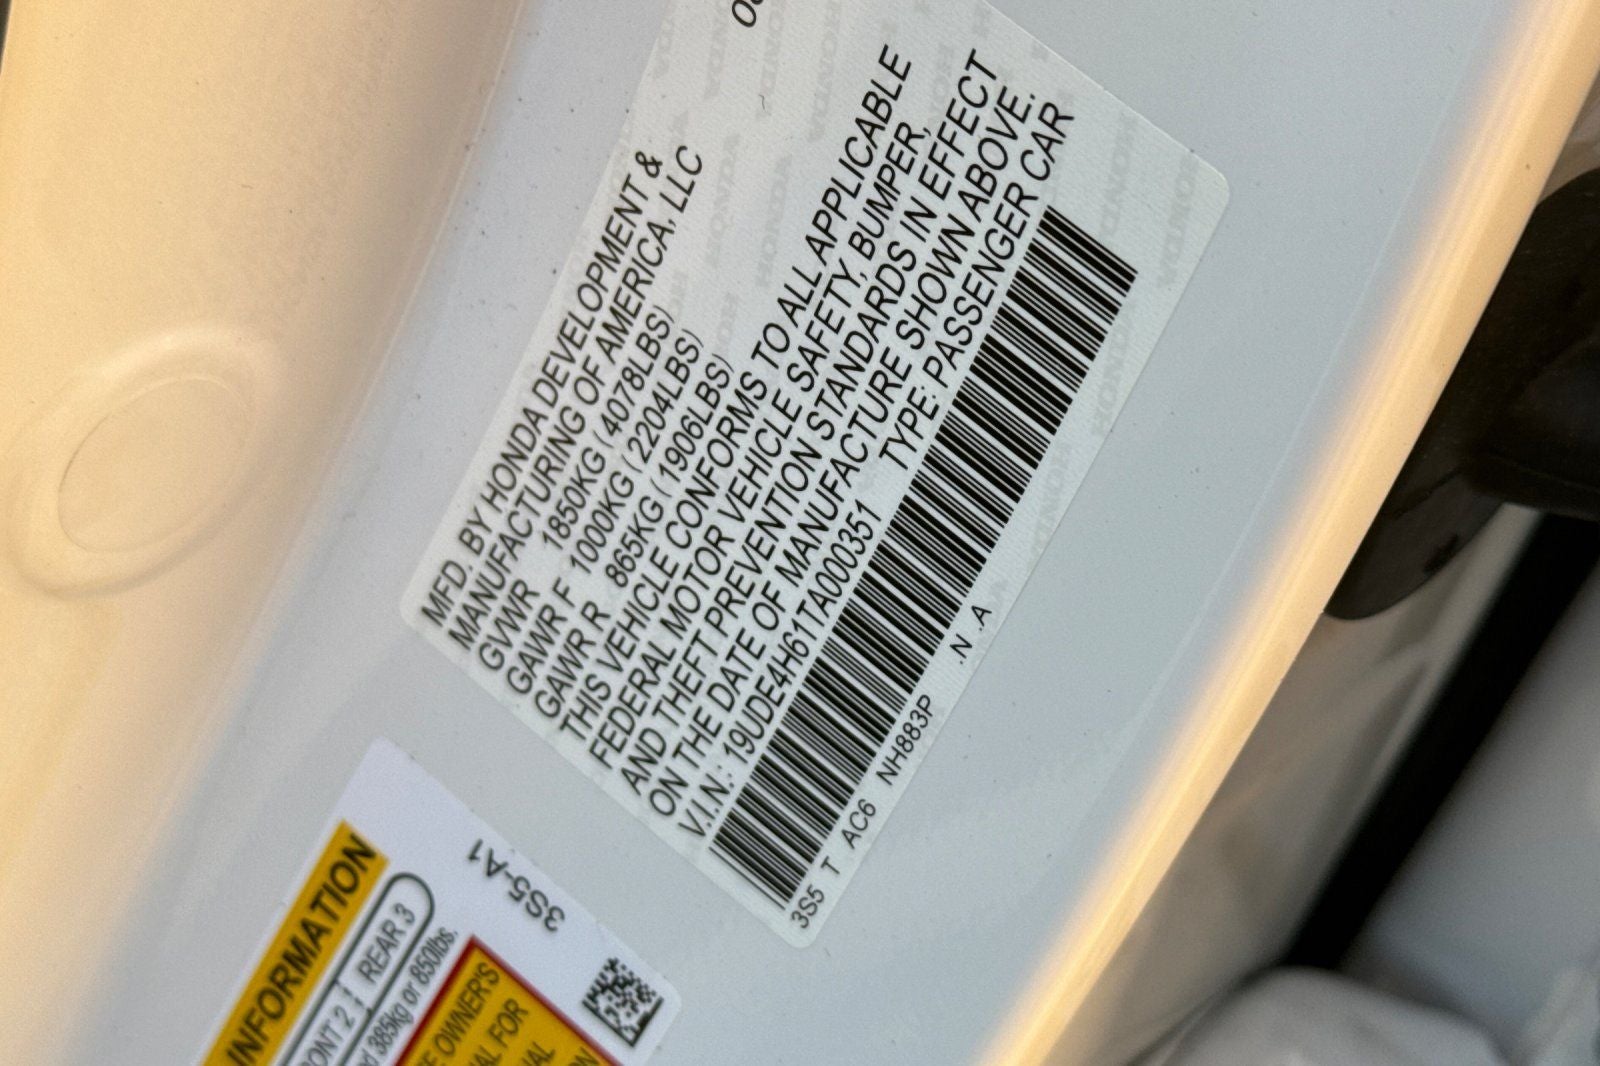 MFD. BY HONDA DEVELOPMENT &
MANUFACTURING OF AMERICA, LLC
GVWR 1850KG ( 4078LBS)
GAWR F 1000KG ( 2204LBS)
GAWR R 865KG ( 1906LBS)
THIS VEHICLE CONFORMS TO ALL APPLICABLE
FEDERAL MOTOR VEHICLE SAFETY, BUMPER,
AND THEFT PREVENTION STANDARDS IN EFFECT
ON THE DATE OF MANUFACTURE SHOWN ABOVE.
V.I.N.: 19UDE4H61TA000351 TYPE: PASSENGER CAR
3S5 T AC6 NH883P .N .A
3S5-A1
INFORMATION
2 REAR 3
385kg or 850lbs.
OWNER'S
FOR